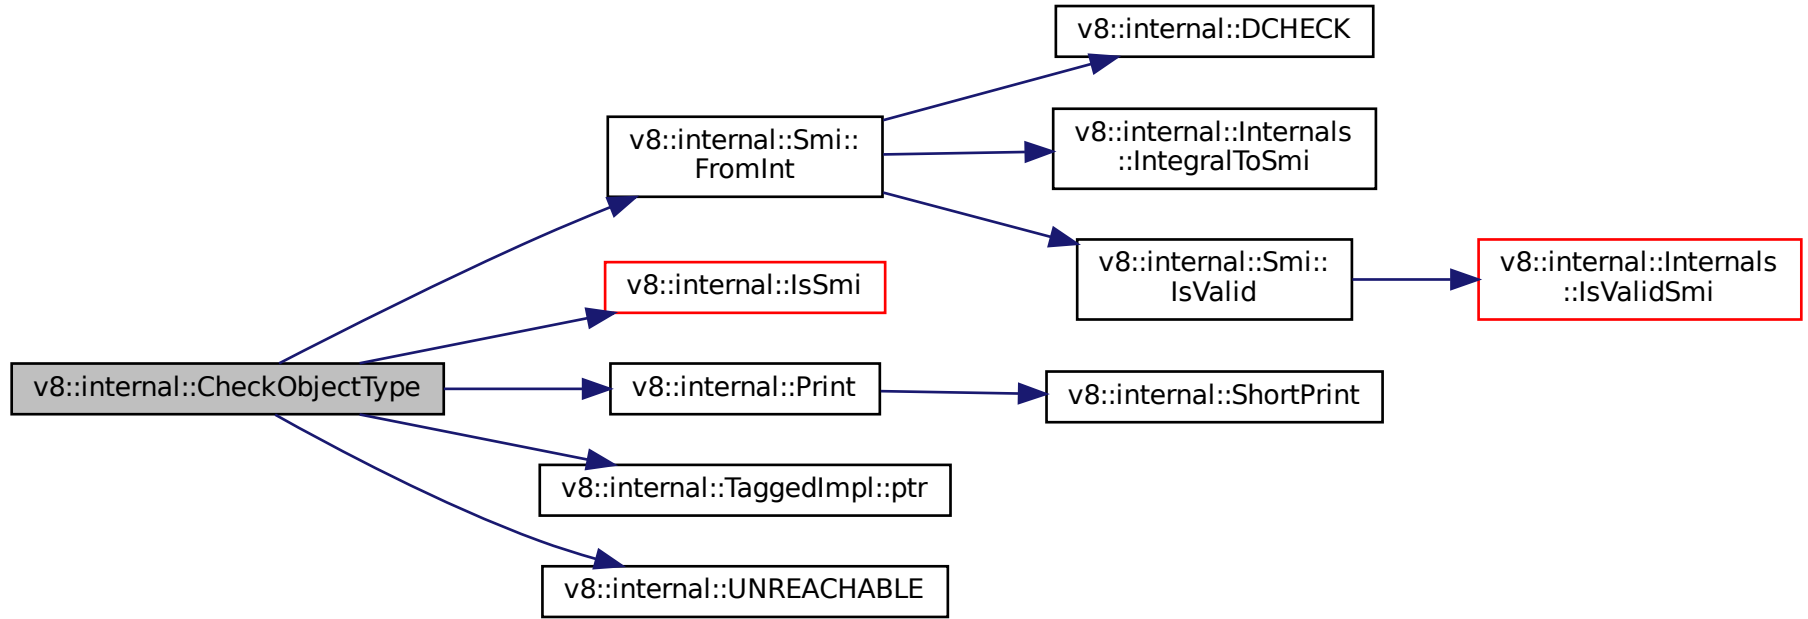 v8::internal::DCHECK
v8::internal::Smi::
FromInt
v8::internal::Internals
::IntegralToSmi
v8::internal::Smi::
IsValid
v8::internal::Internals
::IsValidSmi
v8::internal::IsSmi
v8::internal::CheckObjectType
v8::internal::Print
v8::internal::ShortPrint
v8::internal::TaggedImpl::ptr
v8::internal::UNREACHABLE